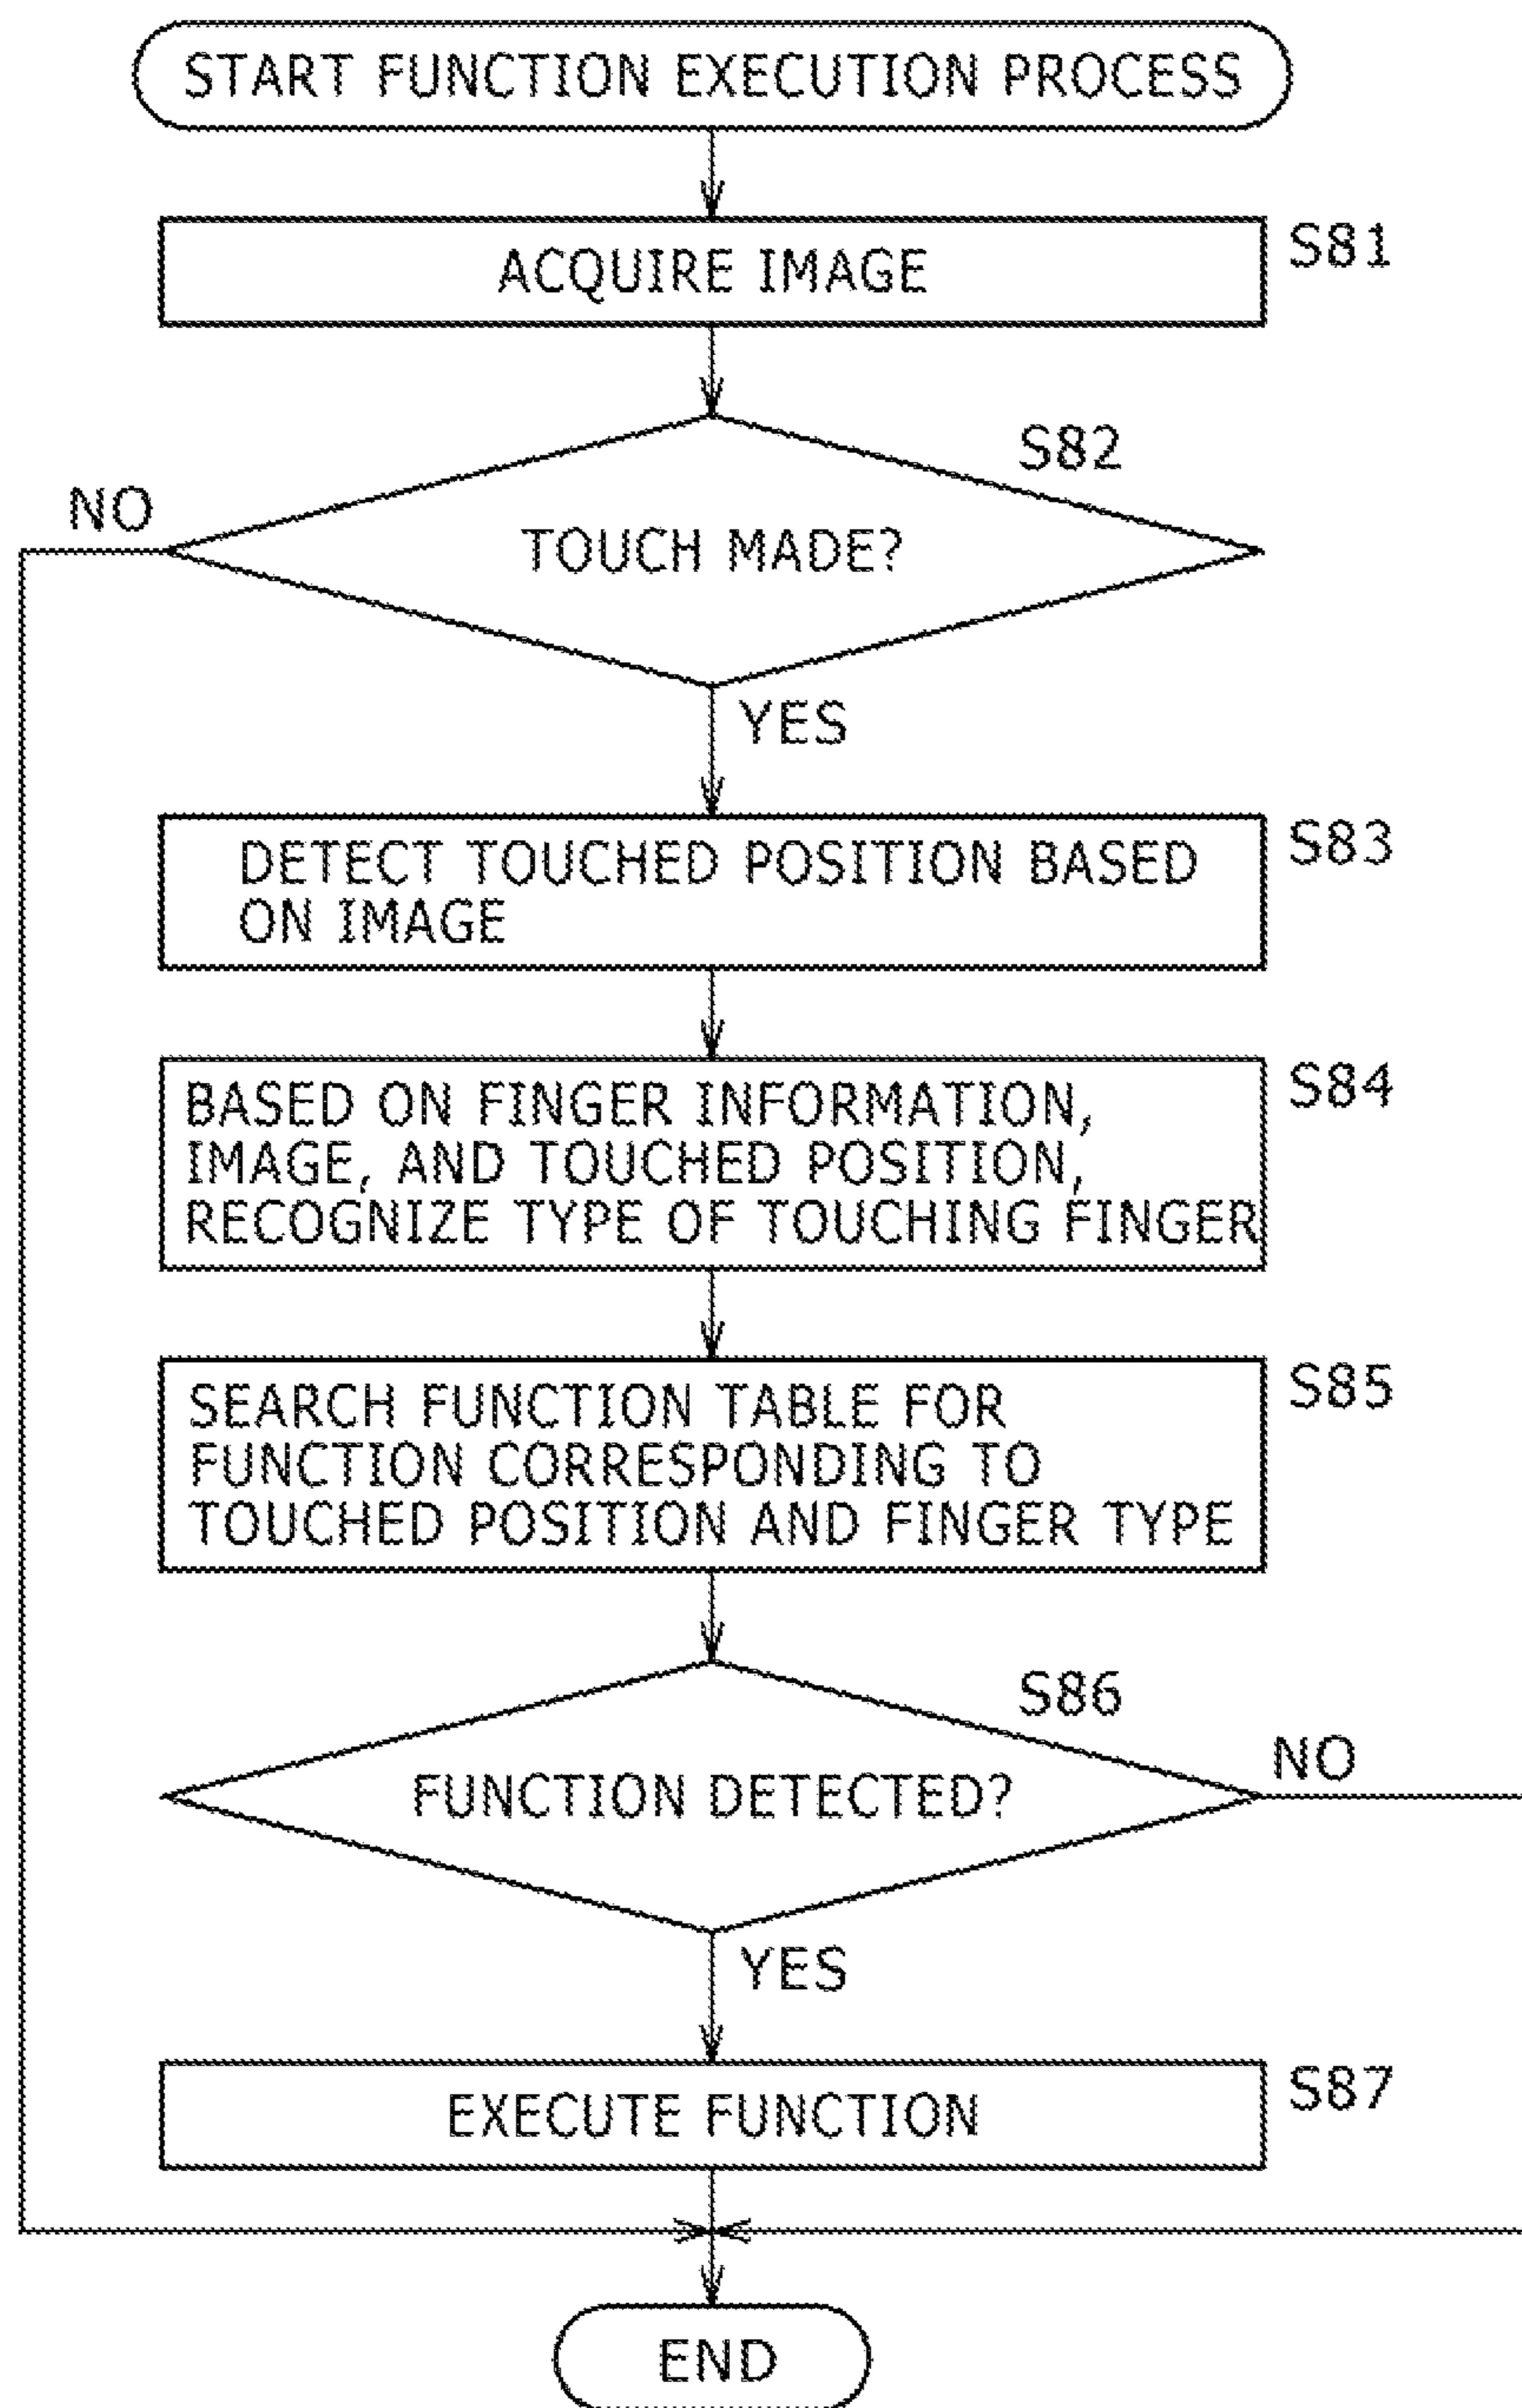 START FUNCTION EXECUTION PROCESS
ACQUIRE IMAGE
S81
S82
NO
TOUCH MADE?
YES
DETECT TOUCHED POSITION BASED
ON IMAGE
S83
BASED ON FINGER INFORMATION,
IMAGE, AND TOUCHED POSITION,
RECOGNIZE TYPE OF TOUCHING FINGER
S84
SEARCH FUNCTION TABLE FOR
FUNCTION CORRESPONDING TO
TOUCHED POSITION AND FINGER TYPE
S85
S86
FUNCTION DETECTED?
NO
YES
EXECUTE FUNCTION
S87
END